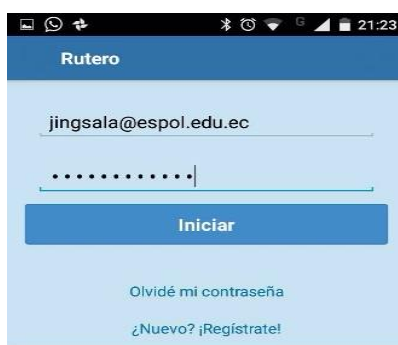 G 21:23
Rutero
jingsala@espol.edu.ec
••••••••••••
Iniciar
Olvidé mi contraseña
¿Nuevo? ¡Regístrate!